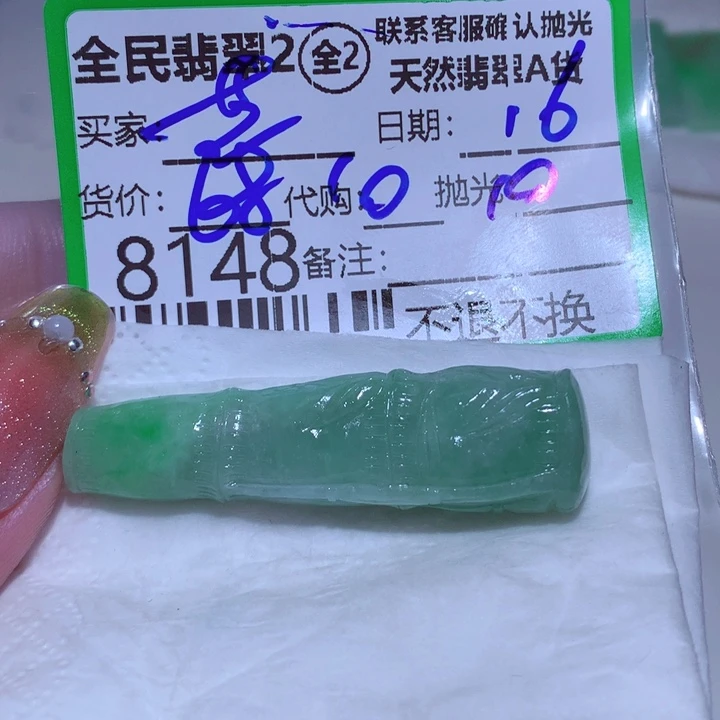 全民翡翠2 全2 联系客服确认抛光
天然翡翠A货
买家: 日期: 16
货价: 68 代购: 10 抛光 10
8148 备注:
不退不换